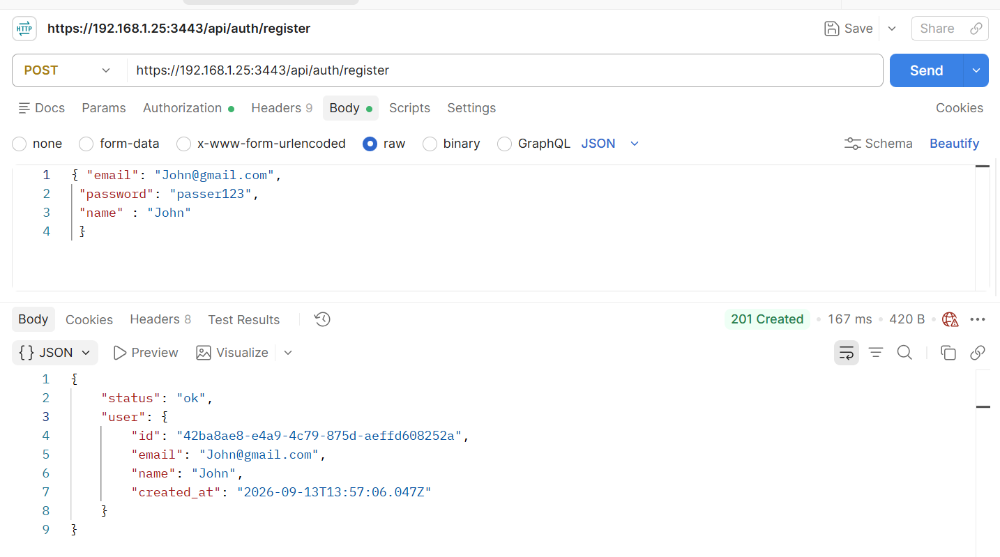 HTTP https://192.168.1.25:3443/api/auth/register Save Share
POST https://192.168.1.25:3443/api/auth/register Send
Docs Params Authorization Headers 9 Body Scripts Settings Cookies
none form-data x-www-form-urlencoded raw binary GraphQL JSON Schema Beautify
1 { "email": "John@gmail.com",
2 "password": "passer123",
3 "name" : "John"
4 }
Body Cookies Headers 8 Test Results 201 Created 167 ms 420 B
{} JSON Preview Visualize
1 {
2 "status": "ok",
3 "user": {
4 "id": "42ba8ae8-e4a9-4c79-875d-aeffd608252a",
5 "email": "John@gmail.com",
6 "name": "John",
7 "created_at": "2026-09-13T13:57:06.047Z"
8 }
9 }